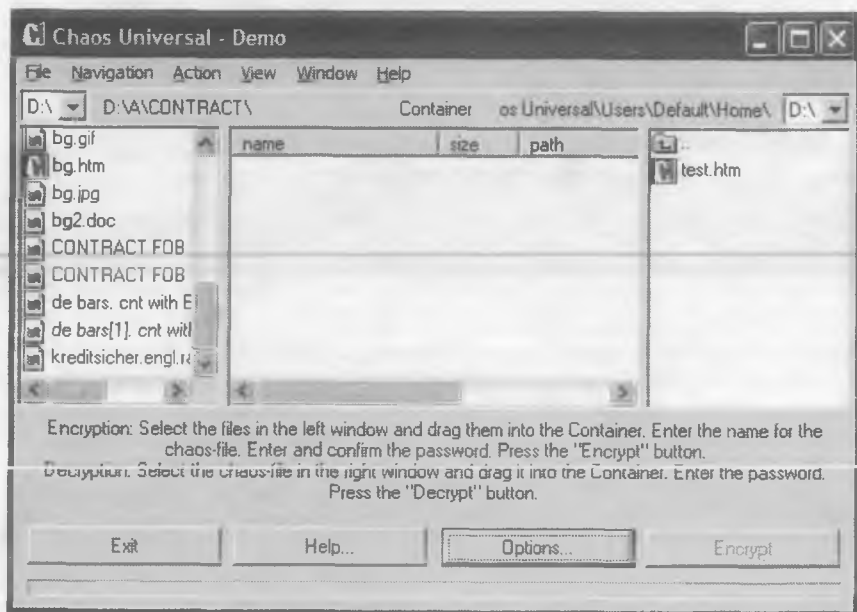 Chaos Universal - Demo
File Navigation Action View Window Help
D:\ D:\A\CONTRACT\ Container os Universal\Users\Default\Home\ D:\
bg.gif
bg.htm
bg.jpg
bg2.doc
CONTRACT FOB
CONTRACT FOB
de bars. cnt with E
de bars[1]. cnt with
kreditsicher.engl.ra
name size path
..
test.htm
Encryption: Select the files in the left window and drag them into the Container. Enter the name for the
chaos-file. Enter and confirm the password. Press the "Encrypt" button.
Decryption: Select the chaos-file in the right window and drag it into the Container. Enter the password.
Press the "Decrypt" button.
Exit Help... Options... Encrypt